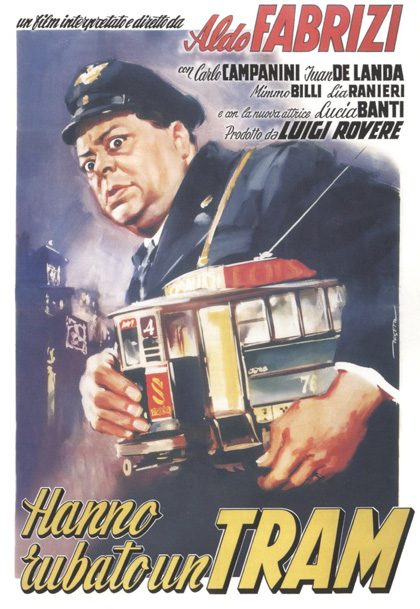 un film interpretato e diretto da
Aldo FABRIZI
con Carlo CAMPANINI Juan DE LANDA
Mimmo BILLI Lia RANIERI
e con la nuova attrice Lucia BANTI
Prodotto da LUIGI ROVERE
4
S
Hanno
rubato un TRAM